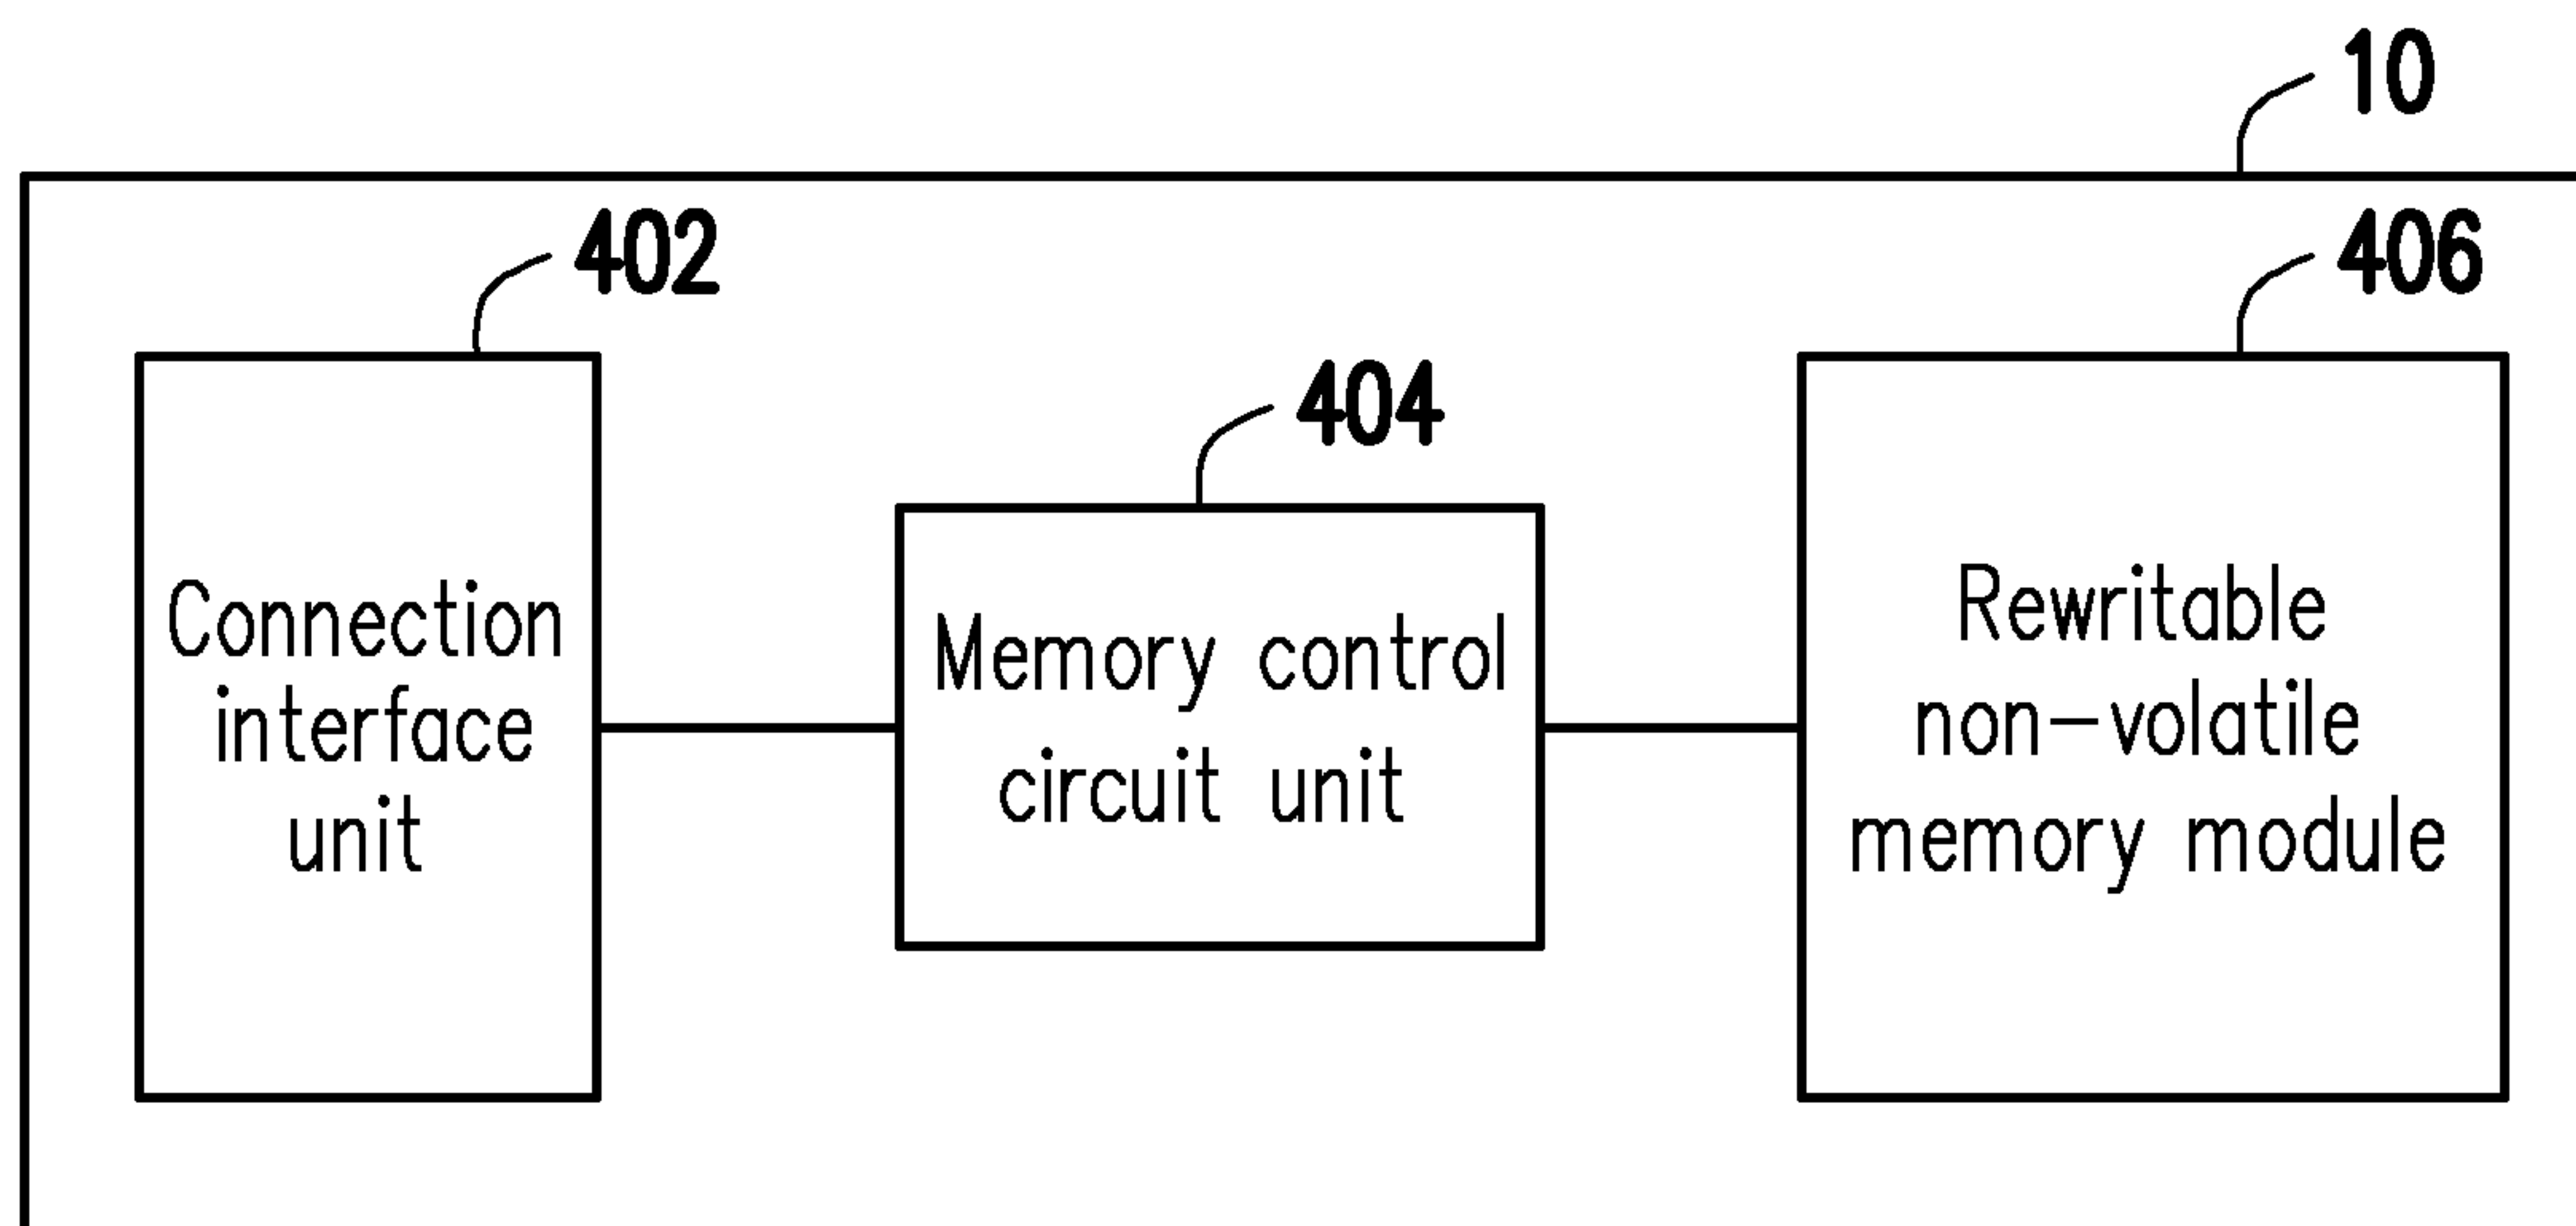 10
402
406
404
Connection
interface
unit
Memory control
circuit unit
Rewritable
non-volatile
memory module